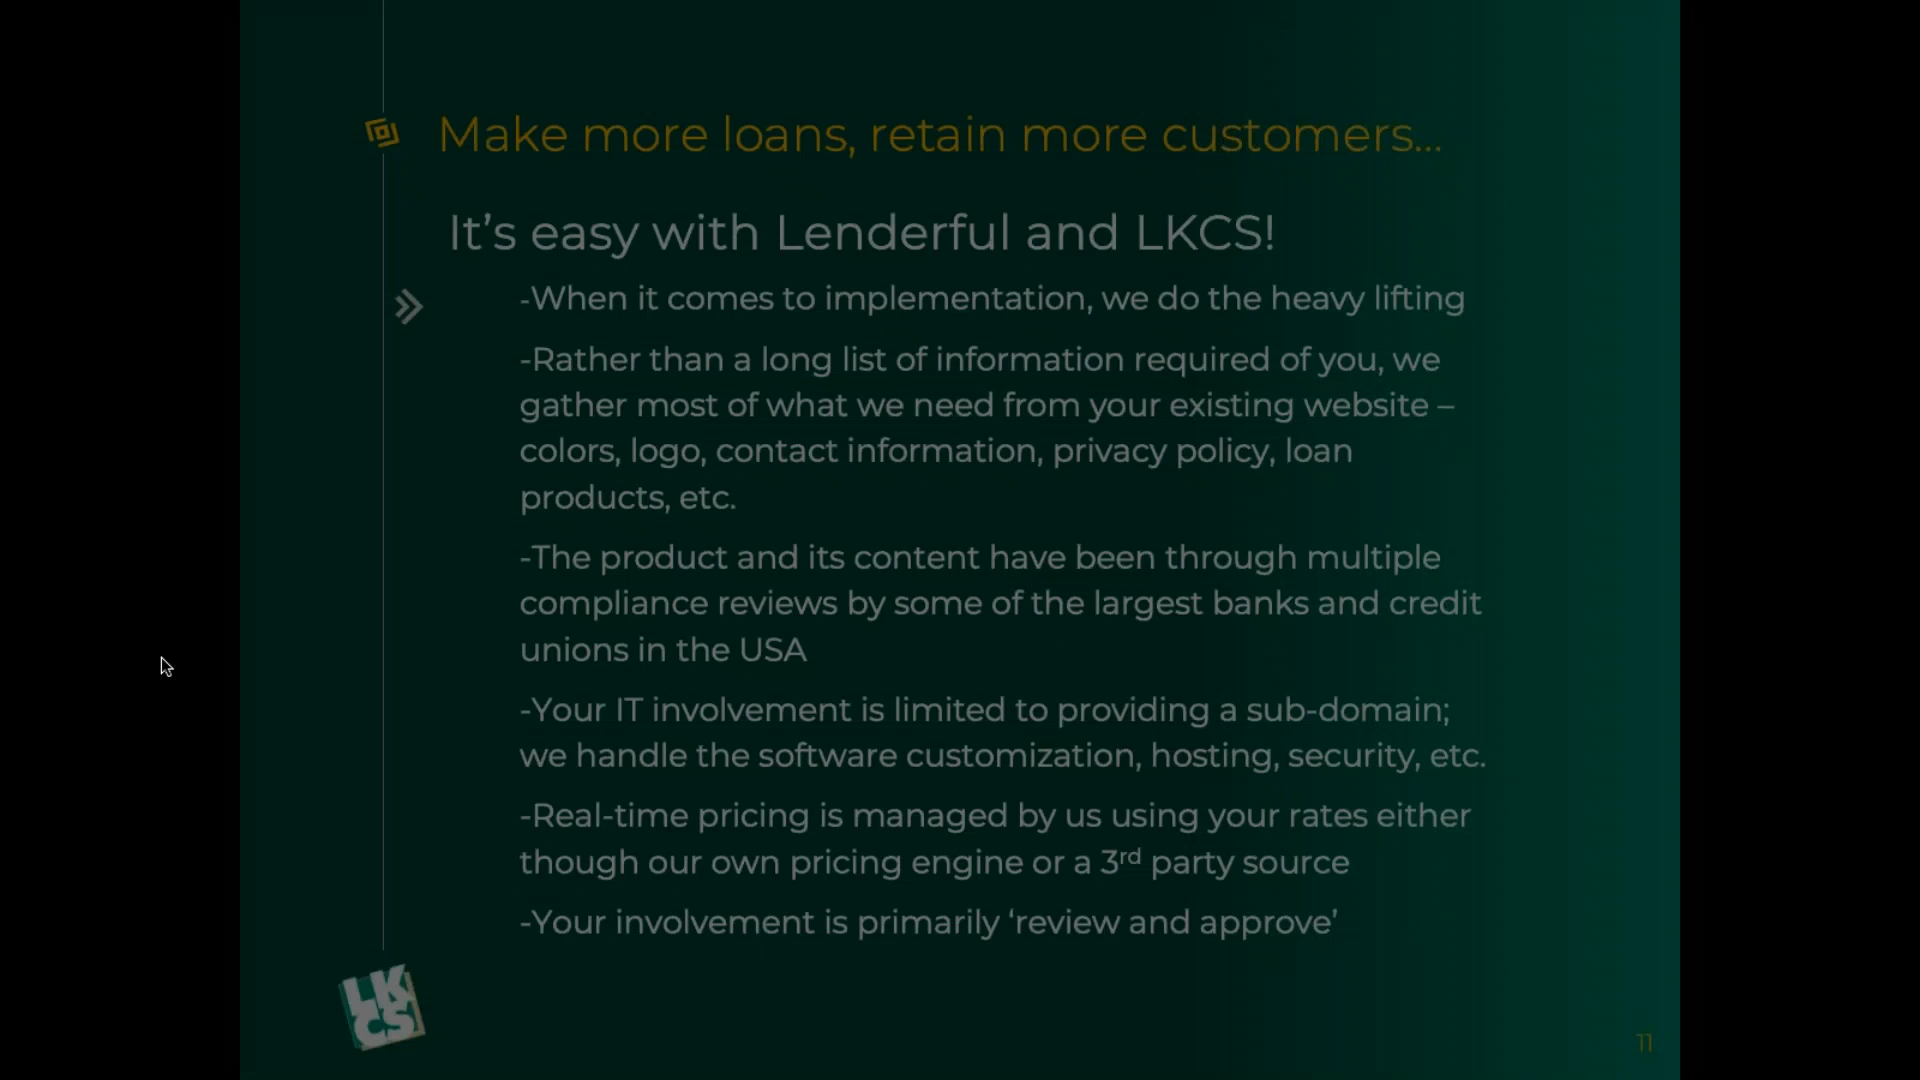 Make more loans, retain more customers...
It's easy with Lenderful and LKCS!
-When it comes to implementation, we do the heavy lifting
-Rather than a long list of information required of you, we
gather most of what we need from your existing website –
colors, logo, contact information, privacy policy, loan
products, etc.
-The product and its content have been through multiple
compliance reviews by some of the largest banks and credit
unions in the USA
-Your IT involvement is limited to providing a sub-domain;
we handle the software customization, hosting, security, etc.
-Real-time pricing is managed by us using your rates either
though our own pricing engine or a 3rd party source
-Your involvement is primarily ‘review and approve’
LK
CS
11